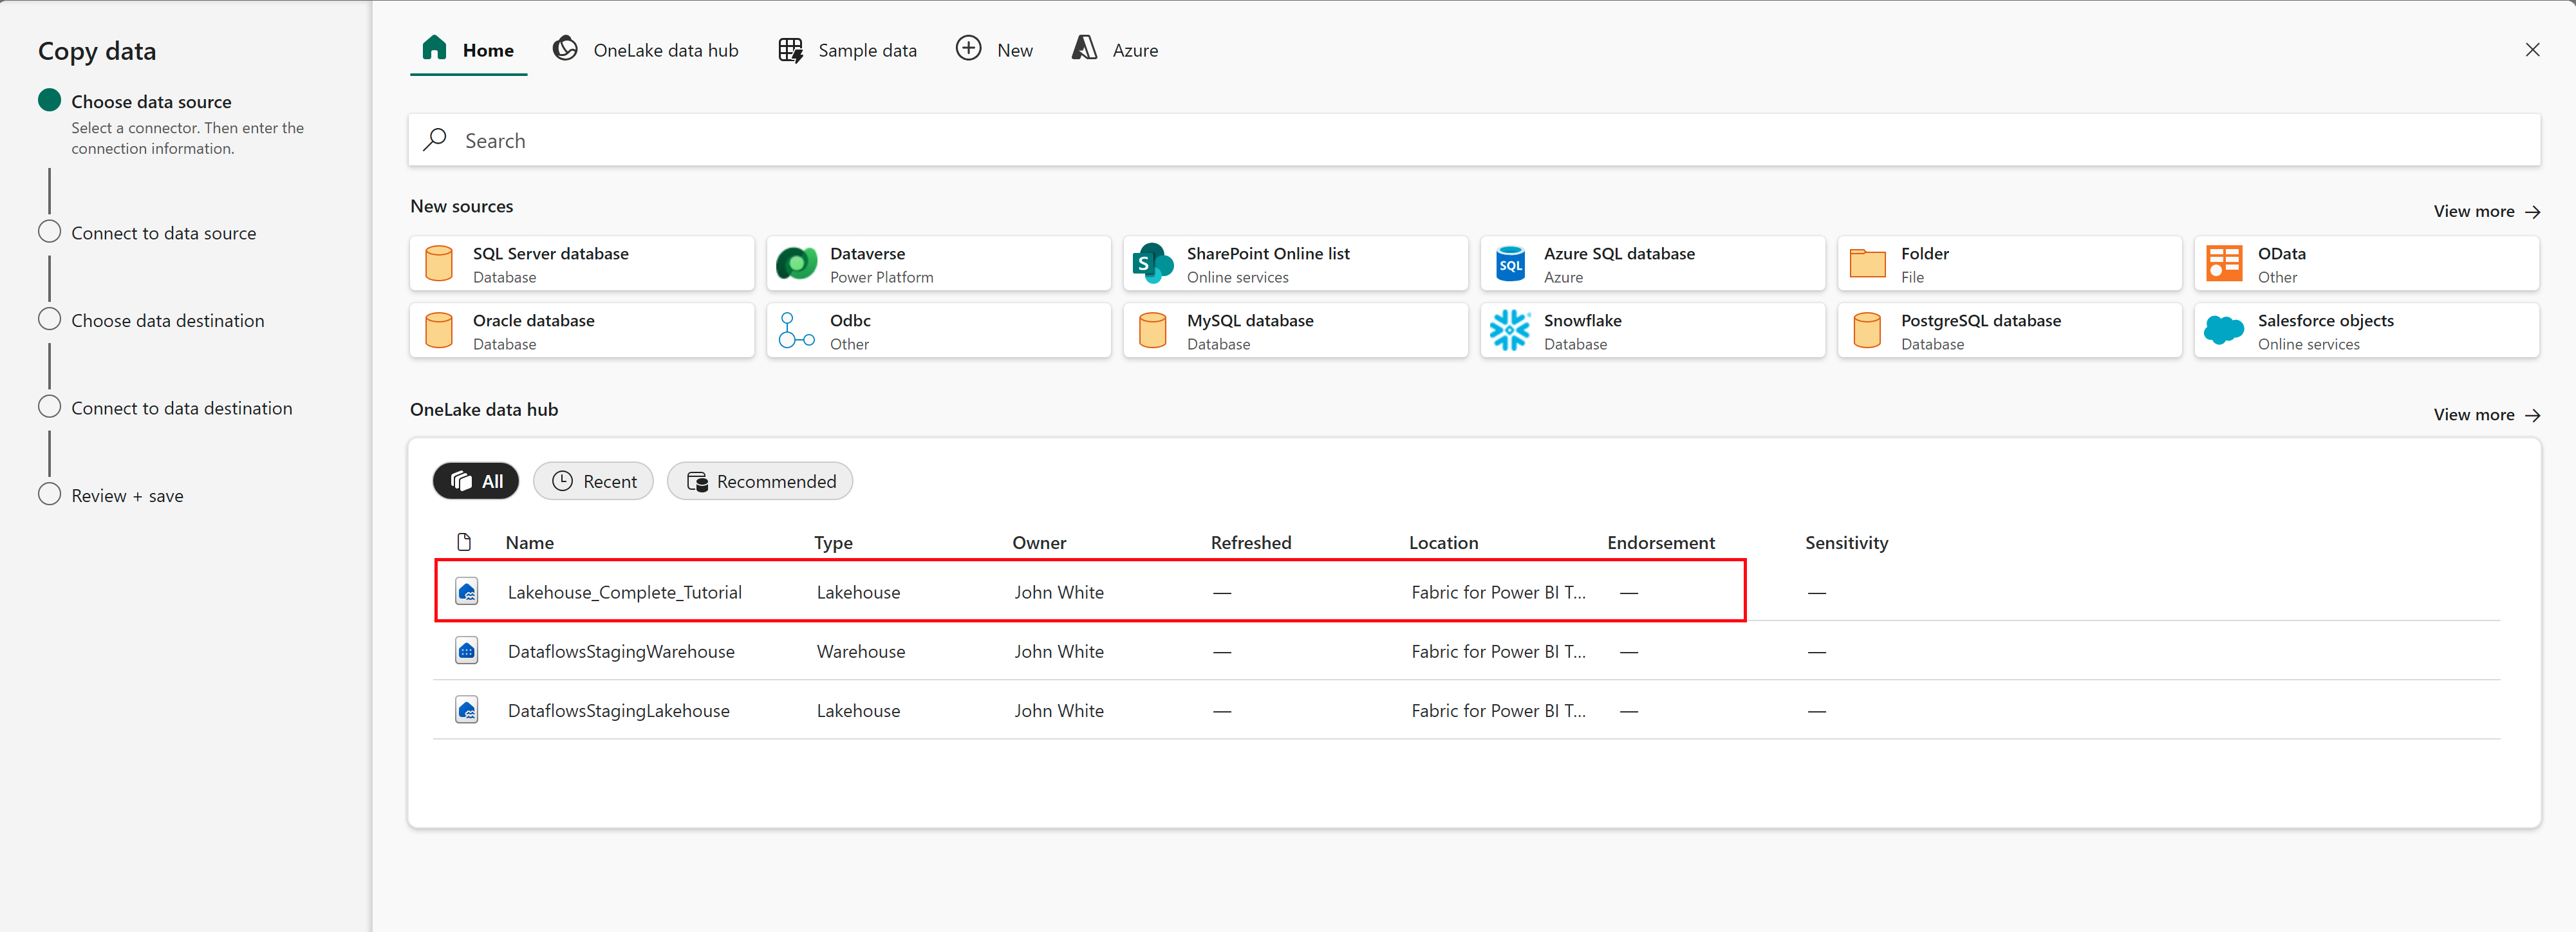 Copy data
Choose data source
Select a connector. Then enter the
connection information.
Connect to data source
Choose data destination
Connect to data destination
Review + save
Home OneLake data hub Sample data New Azure
Search
New sources View more
SQL Server database
Database
Dataverse
Power Platform
SharePoint Online list
Online services
Azure SQL database
Azure
Folder
File
OData
Other
Oracle database
Database
Odbc
Other
MySQL database
Database
Snowflake
Database
PostgreSQL database
Database
Salesforce objects
Online services
OneLake data hub View more
All Recent Recommended
Name Type Owner Refreshed Location Endorsement Sensitivity
Lakehouse_Complete_Tutorial Lakehouse John White — Fabric for Power BI T... — —
DataflowsStagingWarehouse Warehouse John White — Fabric for Power BI T... — —
DataflowsStagingLakehouse Lakehouse John White — Fabric for Power BI T... — —